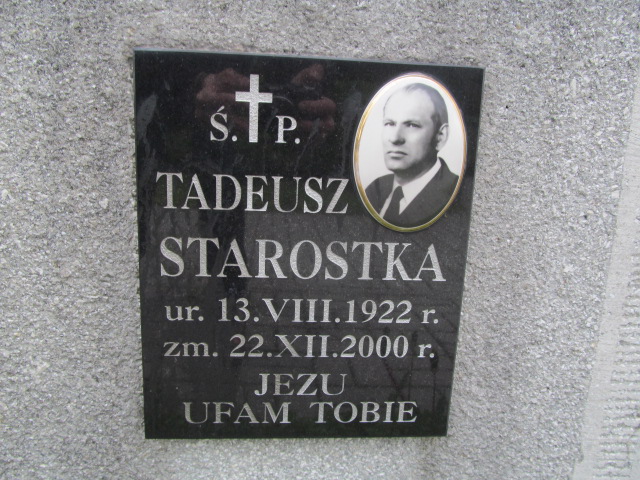 Ś. P.
TADEUSZ
STAROSTKA
ur. 13.VIII.1922 r.
zm. 22.XII.2000 r.
JEZU
UFAM TOBIE